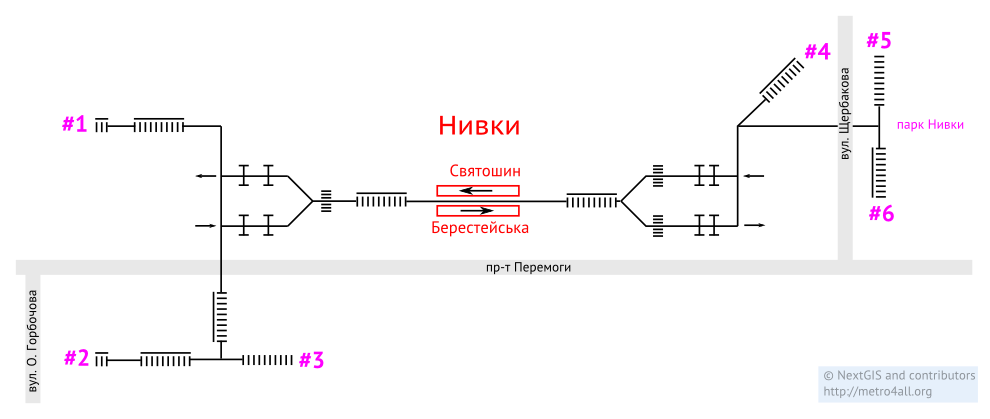 #5
#4
вул. Щербакова
#1
Нивки
парк Нивки
Святошин
#6
Берестейська
пр-т Перемоги
вул. О. Горбочова
#2
#3
© NextGIS and contributors
http://metro4all.org